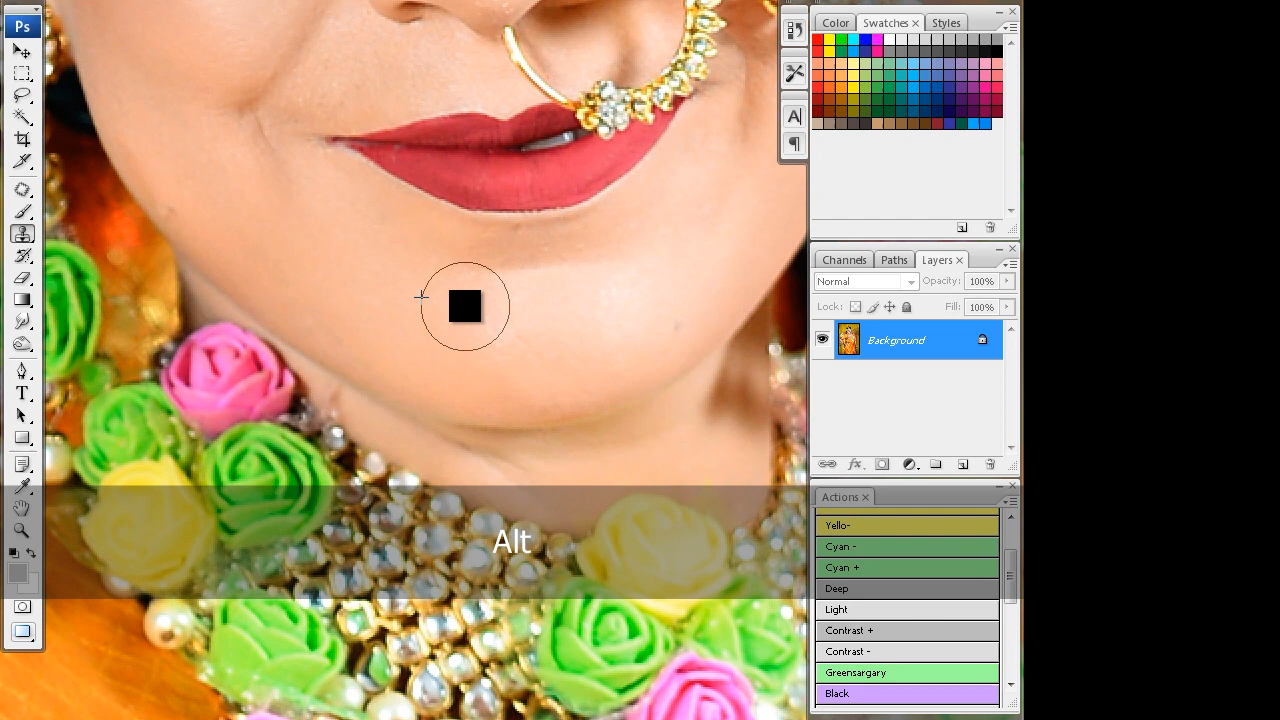 Ps
Color
Swatches
Styles
A
T
Channels
Paths
Layers
Normal
Opacity: 100%
Lock:
Fill: 100%
Background
fx.
Actions
Yello-
Cyan -
Cyan +
Deep
Light
Contrast +
Contrast -
Greensargary
Black
Alt